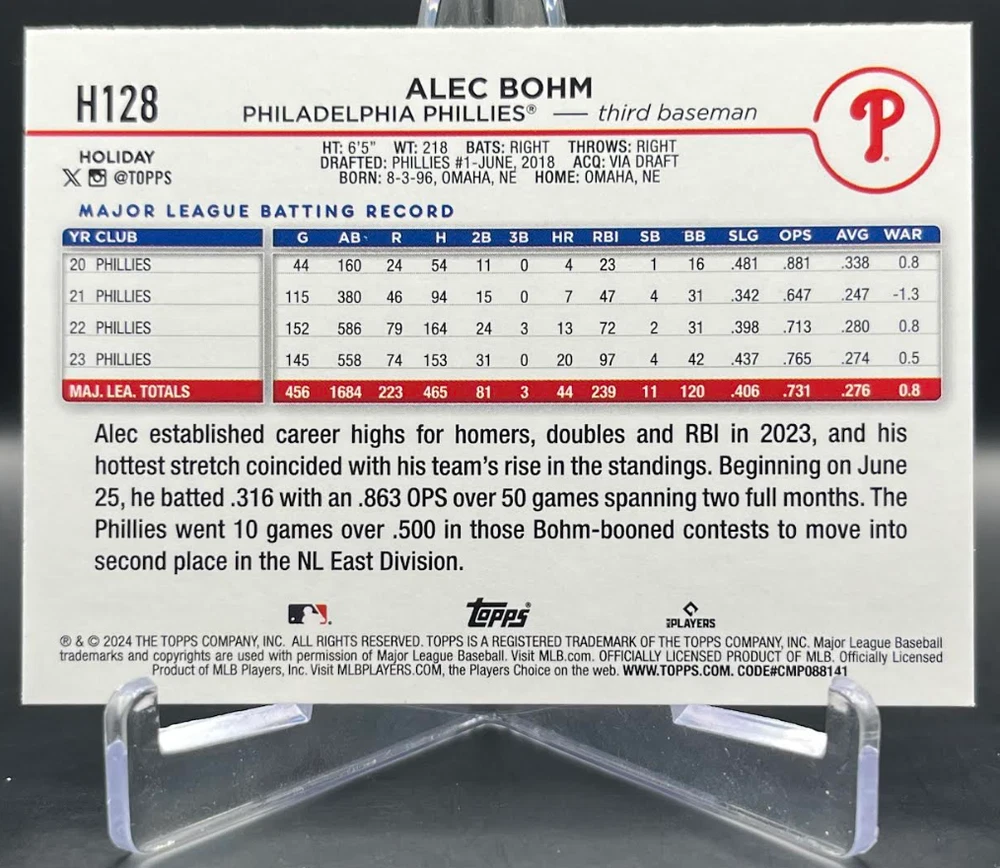 H128
ALEC BOHM
PHILADELPHIA PHILLIES® — third baseman
P
HOLIDAY
@TOPPS
HT: 6'5" WT: 218 BATS: RIGHT THROWS: RIGHT
DRAFTED: PHILLIES #1-JUNE, 2018 ACQ: VIA DRAFT
BORN: 8-3-96, OMAHA, NE HOME: OMAHA, NE
MAJOR LEAGUE BATTING RECORD
YR CLUB G AB R H 2B 3B HR RBI SB BB SLG OPS AVG WAR
20 PHILLIES 44 160 24 54 11 0 4 23 1 16 .481 .881 .338 0.8
21 PHILLIES 115 380 46 94 15 0 7 47 4 31 .342 .647 .247 -1.3
22 PHILLIES 152 586 79 164 24 3 13 72 2 31 .398 .713 .280 0.8
23 PHILLIES 145 558 74 153 31 0 20 97 4 42 .437 .765 .274 0.5
MAJ. LEA. TOTALS 456 1684 223 465 81 3 44 239 11 120 .406 .731 .276 0.8
Alec established career highs for homers, doubles and RBI in 2023, and his
hottest stretch coincided with his team's rise in the standings. Beginning on June
25, he batted .316 with an .863 OPS over 50 games spanning two full months. The
Phillies went 10 games over .500 in those Bohm-booned contests to move into
second place in the NL East Division.
Topps
MLBPLAYERS
® & © 2024 THE TOPPS COMPANY, INC. ALL RIGHTS RESERVED. TOPPS IS A REGISTERED TRADEMARK OF THE TOPPS COMPANY, INC. Major League Baseball
trademarks and copyrights are used with permission of Major League Baseball. Visit MLB.com. OFFICIALLY LICENSED PRODUCT OF MLB. Officially Licensed
Product of MLB Players, Inc. Visit MLBPLAYERS.COM, the Players Choice on the web. WWW.TOPPS.COM. CODE#CMP088141